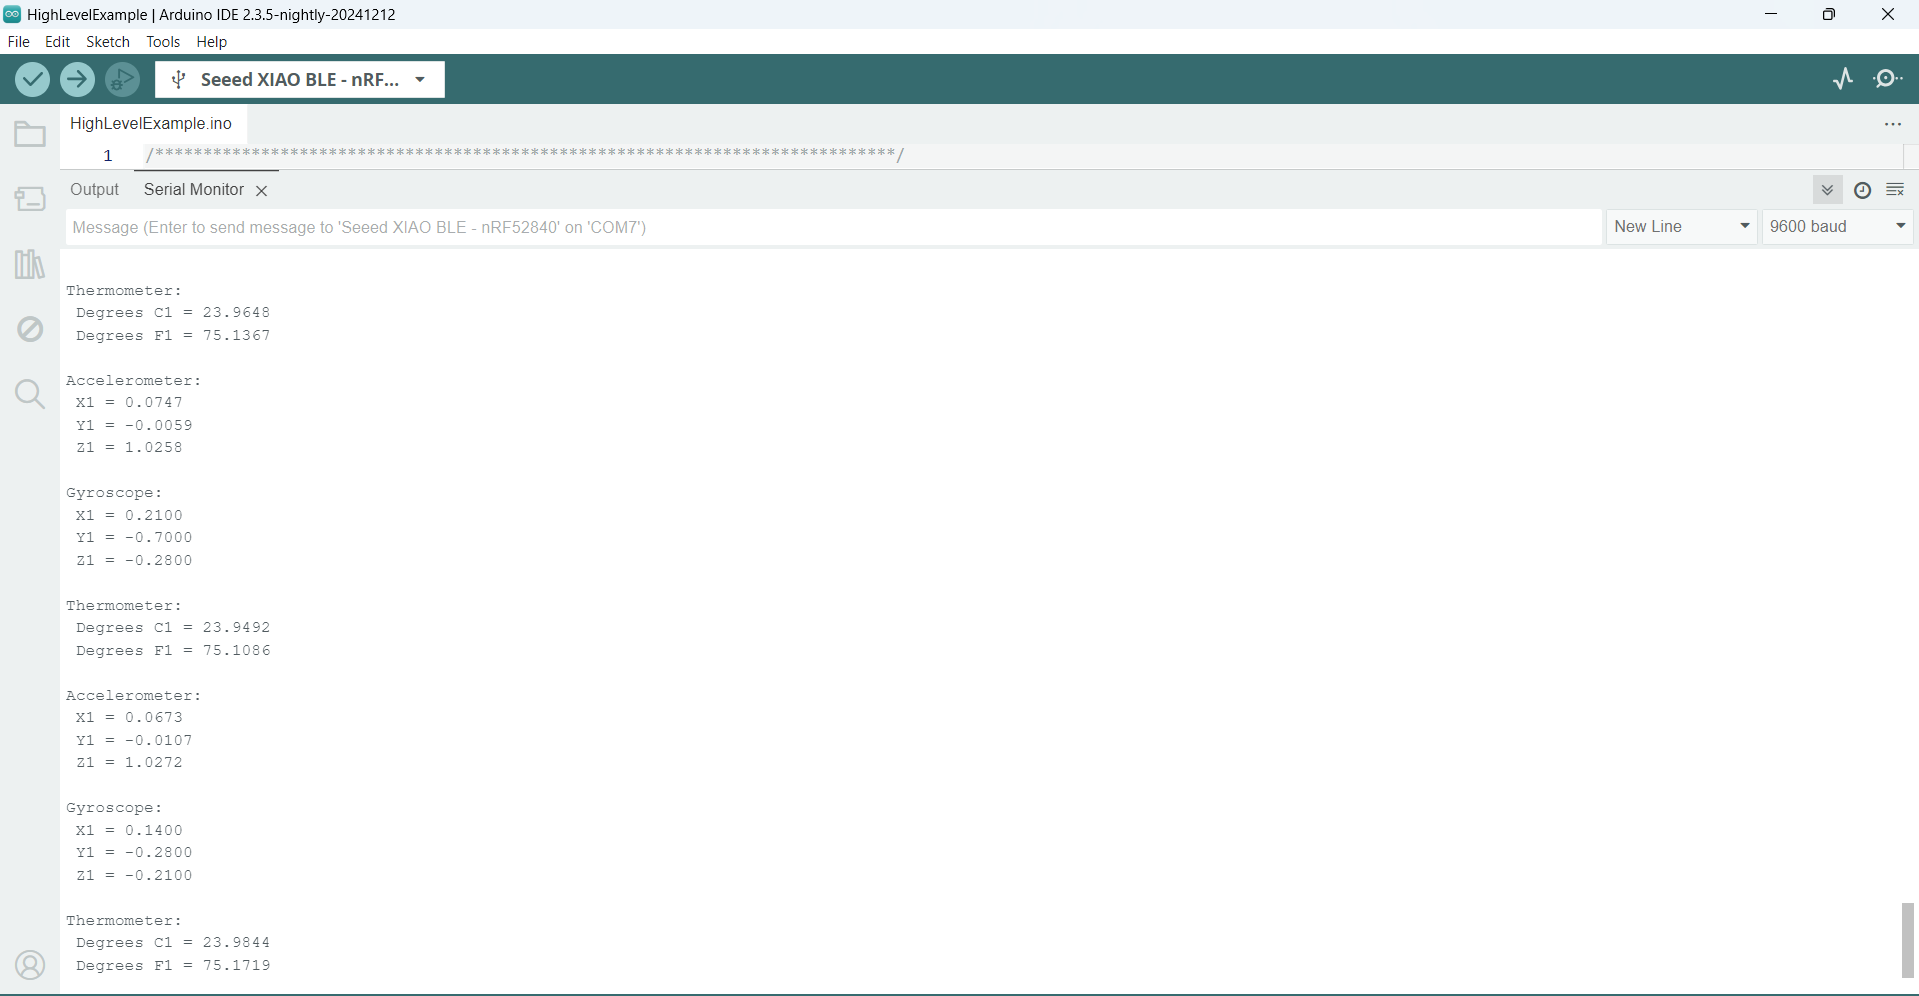 HighLevelExample | Arduino IDE 2.3.5-nightly-20241212
File Edit Sketch Tools Help
Seeed XIAO BLE - nRF...
HighLevelExample.ino
1 /*****************************************************************************/
Output Serial Monitor
Message (Enter to send message to 'Seeed XIAO BLE - nRF52840' on 'COM7')
New Line 9600 baud
Thermometer:
Degrees C1 = 23.9648
Degrees F1 = 75.1367
Accelerometer:
X1 = 0.0747
Y1 = -0.0059
Z1 = 1.0258
Gyroscope:
X1 = 0.2100
Y1 = -0.7000
Z1 = -0.2800
Thermometer:
Degrees C1 = 23.9492
Degrees F1 = 75.1086
Accelerometer:
X1 = 0.0673
Y1 = -0.0107
Z1 = 1.0272
Gyroscope:
X1 = 0.1400
Y1 = -0.2800
Z1 = -0.2100
Thermometer:
Degrees C1 = 23.9844
Degrees F1 = 75.1719